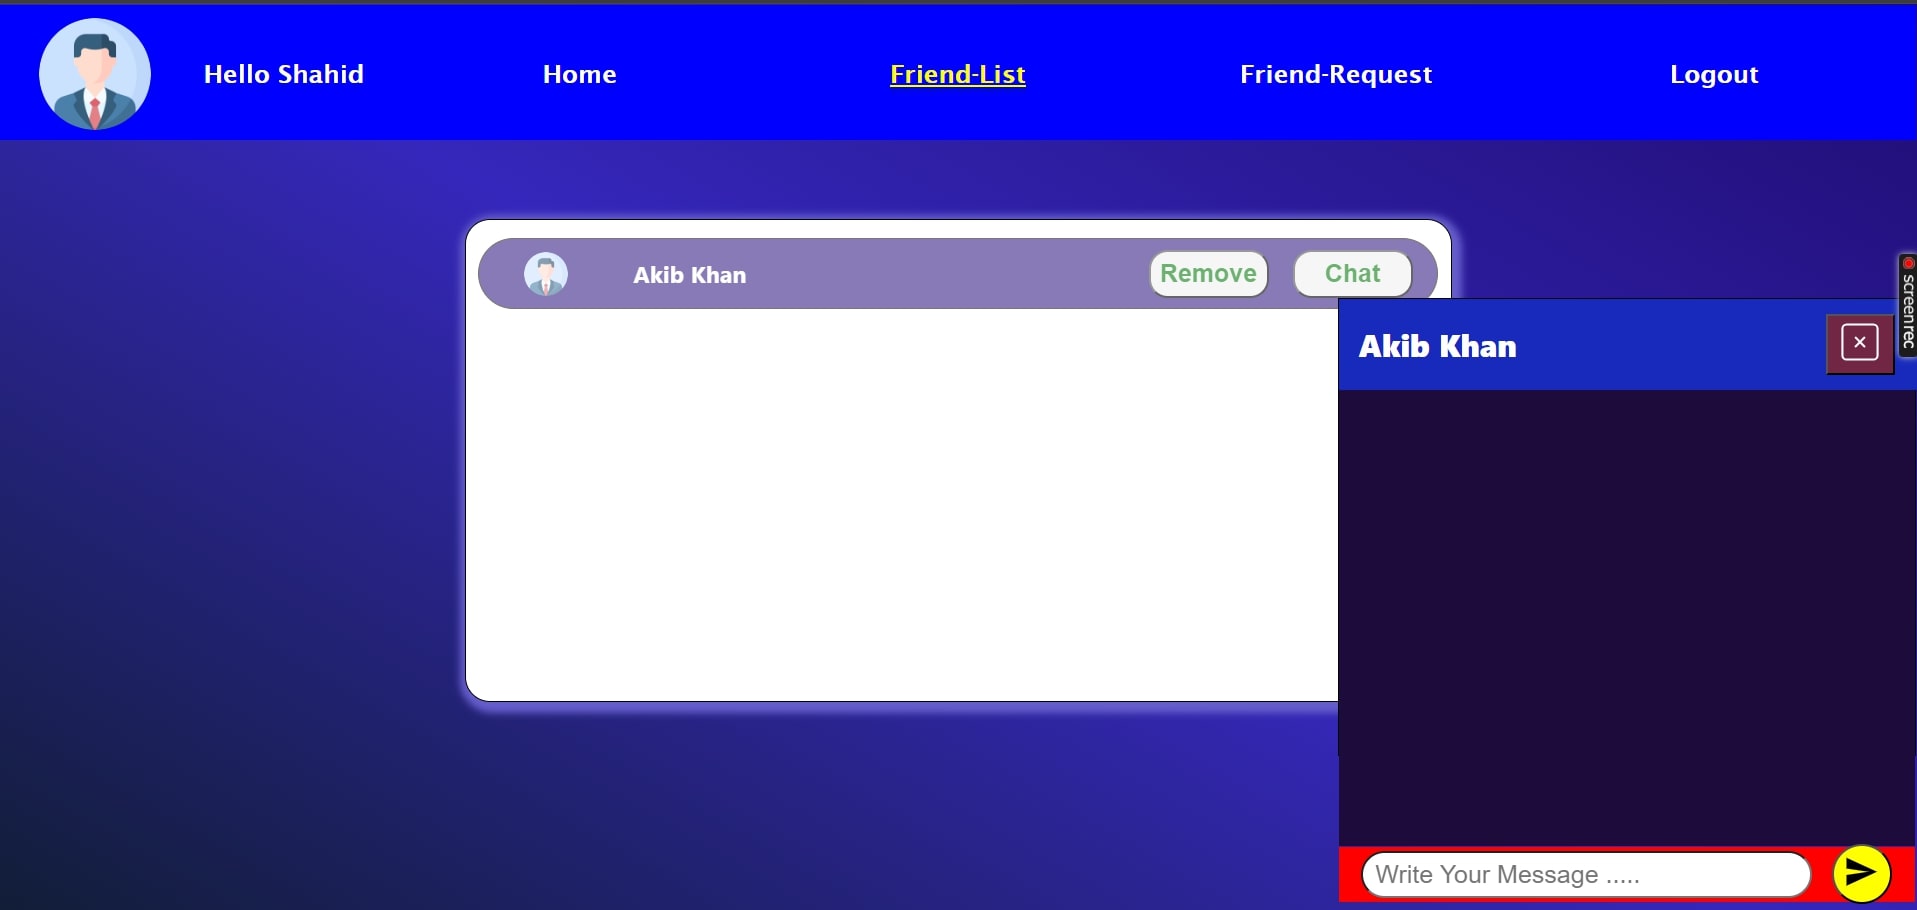 Hello Shahid
Home
Friend-List
Friend-Request
Logout
Akib Khan
Remove
Chat
Akib Khan
screenrec
Write Your Message .....